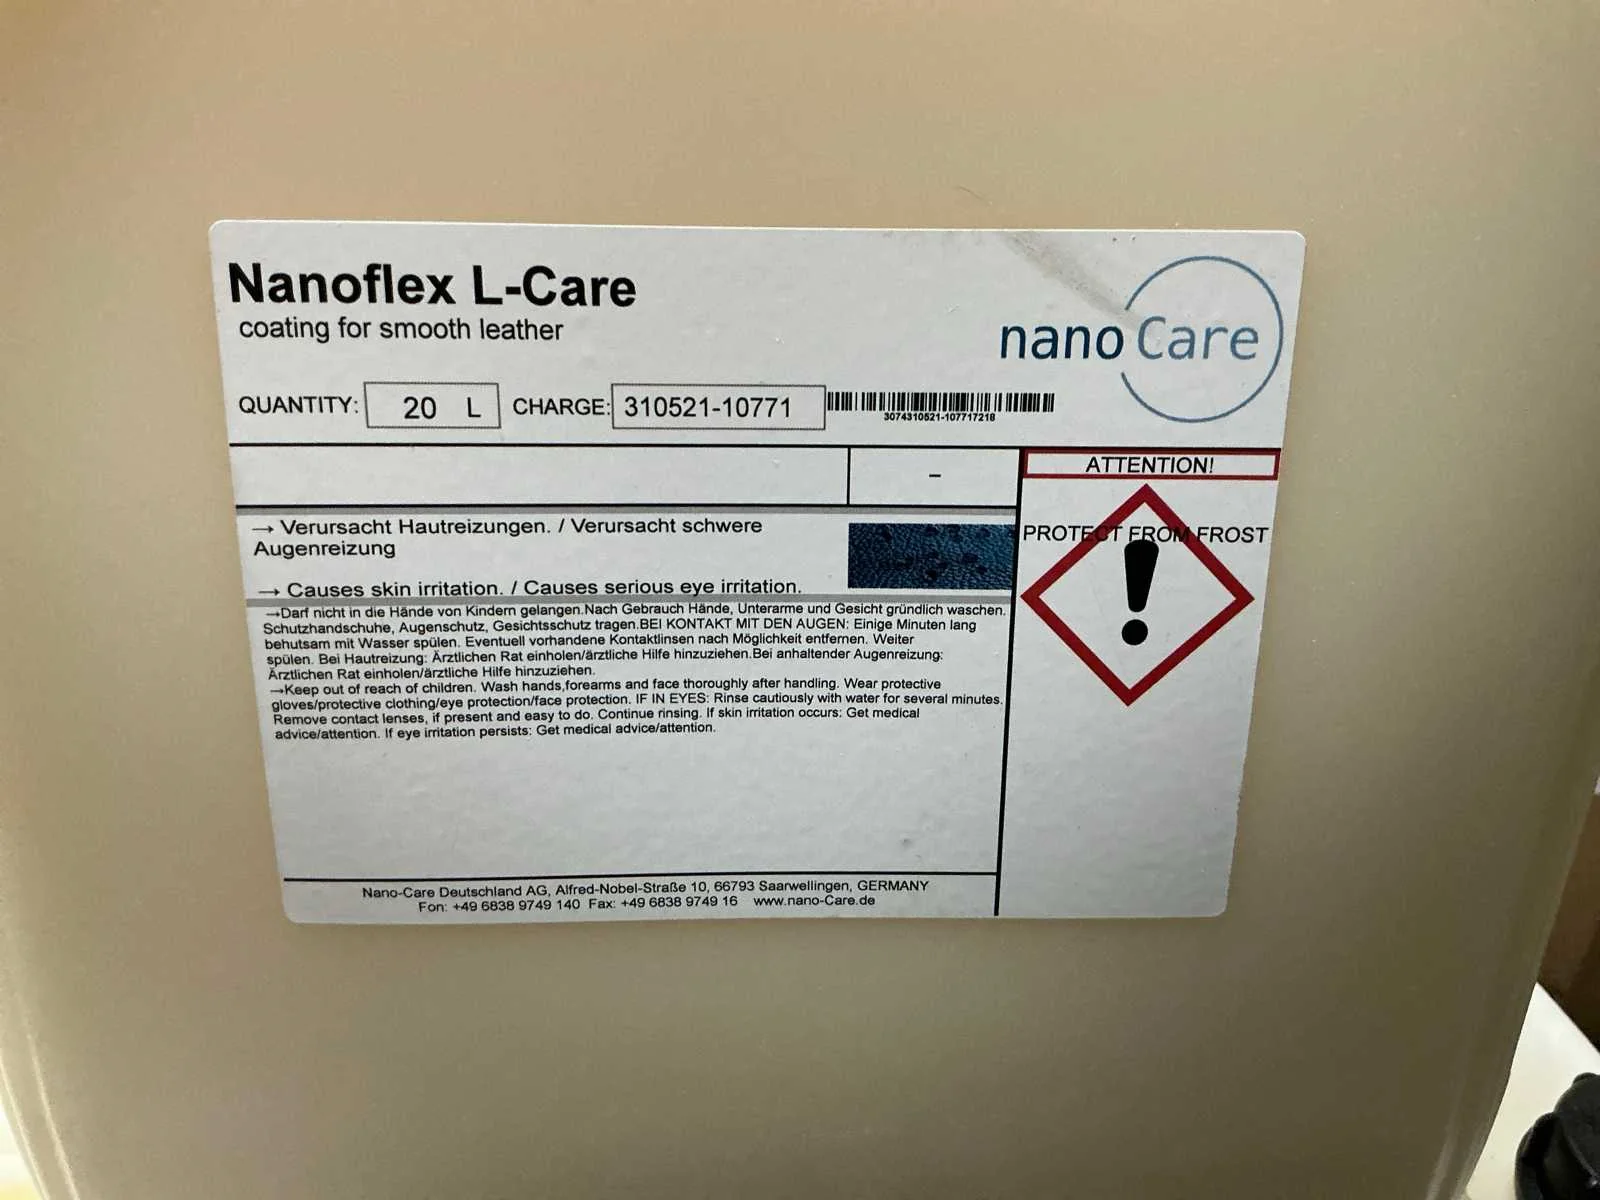 Nanoflex L-Care
coating for smooth leather
nano Care
QUANTITY: 20 L CHARGE: 310521-10771
3074310521-107717218
–
ATTENTION!
PROTECT FROM FROST
→ Verursacht Hautreizungen. / Verursacht schwere
Augenreizung
→ Causes skin irritation. / Causes serious eye irritation.
→Darf nicht in die Hände von Kindern gelangen.Nach Gebrauch Hände, Unterarme und Gesicht gründlich waschen.
Schutzhandschuhe, Augenschutz, Gesichtsschutz tragen.BEI KONTAKT MIT DEN AUGEN: Einige Minuten lang
behutsam mit Wasser spülen. Eventuell vorhandene Kontaktlinsen nach Möglichkeit entfernen. Weiter
spülen. Bei Hautreizung: Ärztlichen Rat einholen/ärztliche Hilfe hinzuziehen.Bei anhaltender Augenreizung:
Ärztlichen Rat einholen/ärztliche Hilfe hinzuziehen.
→Keep out of reach of children. Wash hands,forearms and face thoroughly after handling. Wear protective
gloves/protective clothing/eye protection/face protection. IF IN EYES: Rinse cautiously with water for several minutes.
Remove contact lenses, if present and easy to do. Continue rinsing. If skin irritation occurs: Get medical
advice/attention. If eye irritation persists: Get medical advice/attention.
Nano-Care Deutschland AG, Alfred-Nobel-Straße 10, 66793 Saarwellingen, GERMANY
Fon: +49 6838 9749 140 Fax: +49 6838 9749 16 www.nano-Care.de